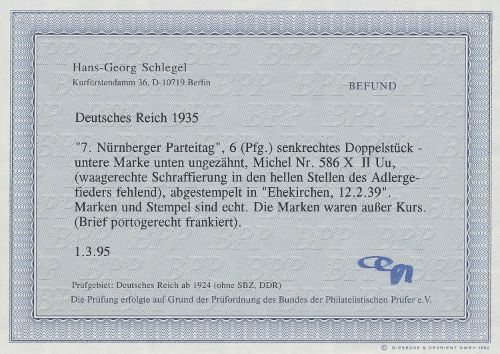 Hans-Georg Schlegel
Kurfürstendamm 36, D-10719 Berlin
BEFUND
Deutsches Reich 1935
"7. Nürnberger Parteitag", 6 (Pfg.) senkrechtes Doppelstück -
untere Marke unten ungezähnt, Michel Nr. 586 X II Uu,
(waagerechte Schraffierung in den hellen Stellen des Adlerge-
fieders fehlend), abgestempelt in "Ehekirchen, 12.2.39".
Marken und Stempel sind echt. Die Marken waren außer Kurs.
(Brief portogerecht frankiert).
1.3.95
Prüfgebiet: Deutsches Reich ab 1924 (ohne SBZ, DDR)
Die Prüfung erfolgte auf Grund der Prüfordnung des Bundes der Philatelistischen Prüfer e.V.
© GIESECKE & DEVRIENT GMBH 1992